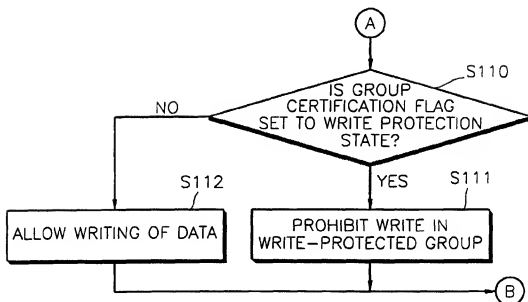 A
S110
IS GROUP
CERTIFICATION FLAG
SET TO WRITE PROTECTION
STATE?
NO
YES
S112
S111
ALLOW WRITING OF DATA
PROHIBIT WRITE IN
WRITE-PROTECTED GROUP
B